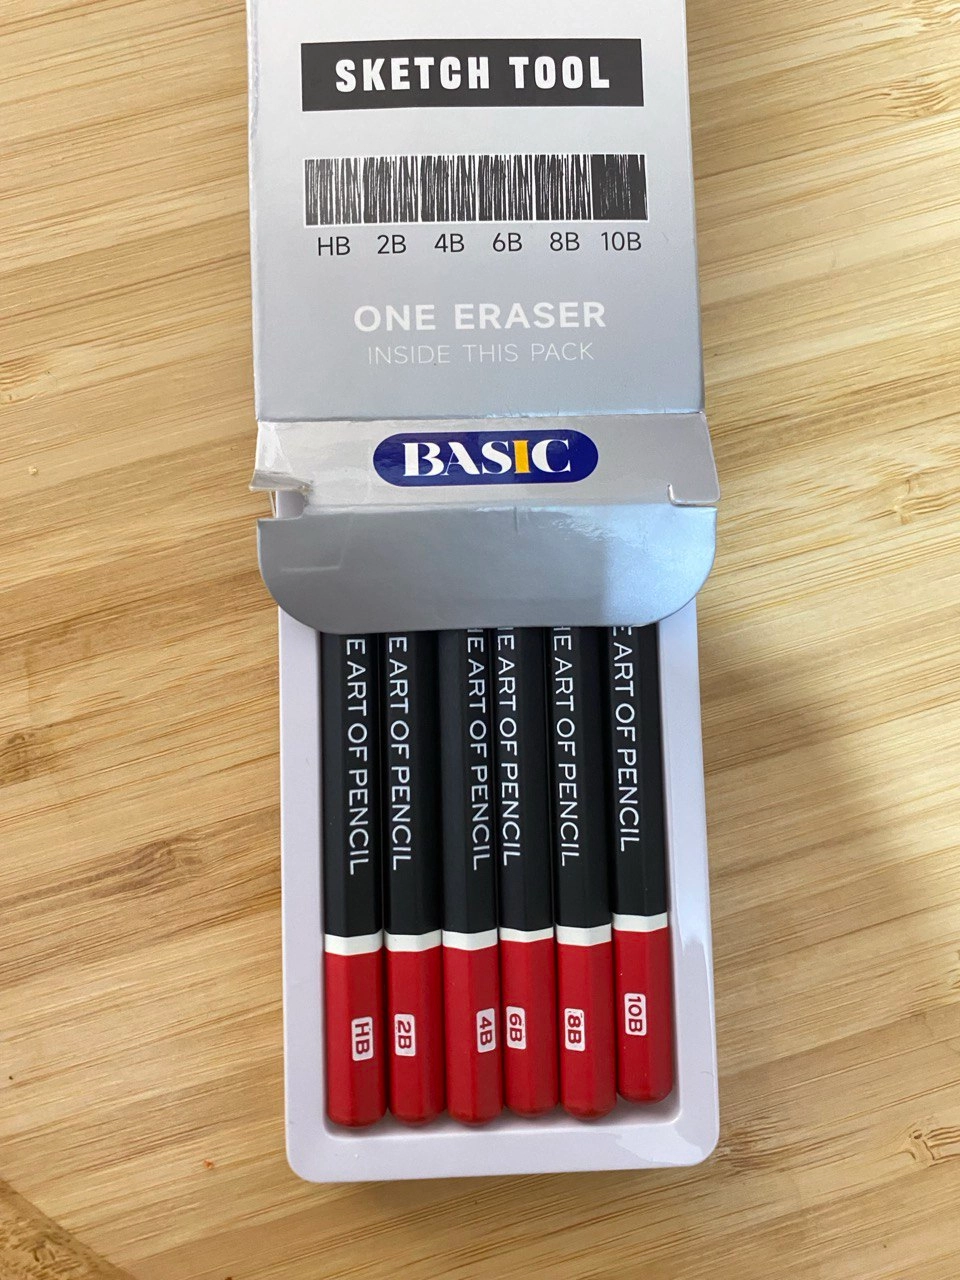 SKETCH TOOL
HB 2B 4B 6B 8B 10B
ONE ERASER
INSIDE THIS PACK
BASIC
E ART OF PENCIL
E ART OF PENCIL
HE ART OF PENCIL
E ART OF PENCIL
HE ART OF PENCIL
E ART OF PENCIL
HB
2B
4B
6B
8B
10B